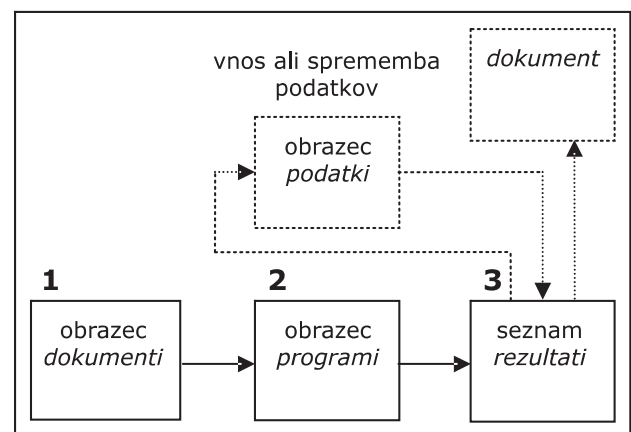 vnos ali sprememba
podatkov
dokument
obrazec
podatki
1
2
3
obrazec
dokumenti
obrazec
programi
seznam
rezultati